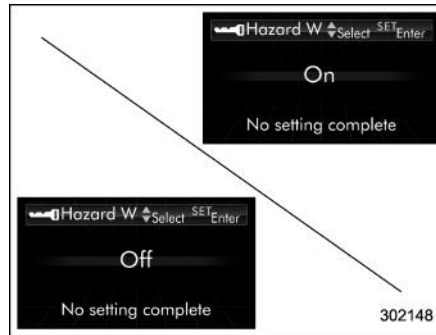 Hazard W Select SET Enter
On
No setting complete
Hazard W Select SET Enter
Off
No setting complete
302148